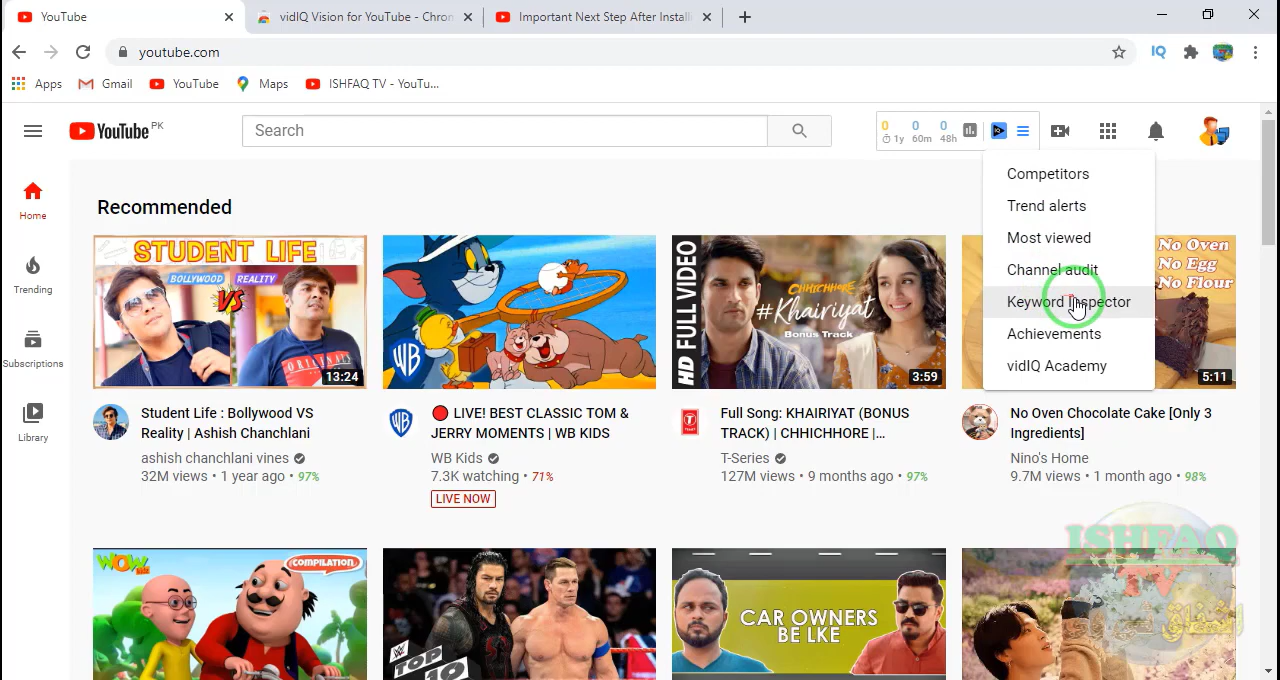 YouTube
vidIQ Vision for YouTube - Chron
Important Next Step After Install
youtube.com
IQ
Apps
Gmail
YouTube
Maps
ISHFAQ TV - YouTu...
YouTube PK
Search
0 0 0
1y 60m 48h
Competitors
Trend alerts
Most viewed
Channel audit
Keyword Inspector
Achievements
vidIQ Academy
Home
Trending
Subscriptions
Library
Recommended
STUDENT LIFE
BOLLYWOOD
VS
REALITY
13:24
Student Life : Bollywood VS
Reality | Ashish Chanchlani
ashish chanchlani vines
32M views • 1 year ago • 97%
WB
LIVE! BEST CLASSIC TOM &
JERRY MOMENTS | WB KIDS
WB Kids
7.3K watching • 71%
LIVE NOW
HD FULL VIDEO
CHHICHHORE
#Khairiyat
Bonus Track
3:59
Full Song: KHAIRIYAT (BONUS
TRACK) | CHHICHHORE |...
T-Series
127M views • 9 months ago • 97%
No Oven
No Egg
No Flour
5:11
No Oven Chocolate Cake [Only 3
Ingredients]
Nino's Home
9.7M views • 1 month ago • 98%
WOW
COMPILATION
TOP
10
CAR OWNERS
BE LKE
ISHFAQ
TV
اشفاق